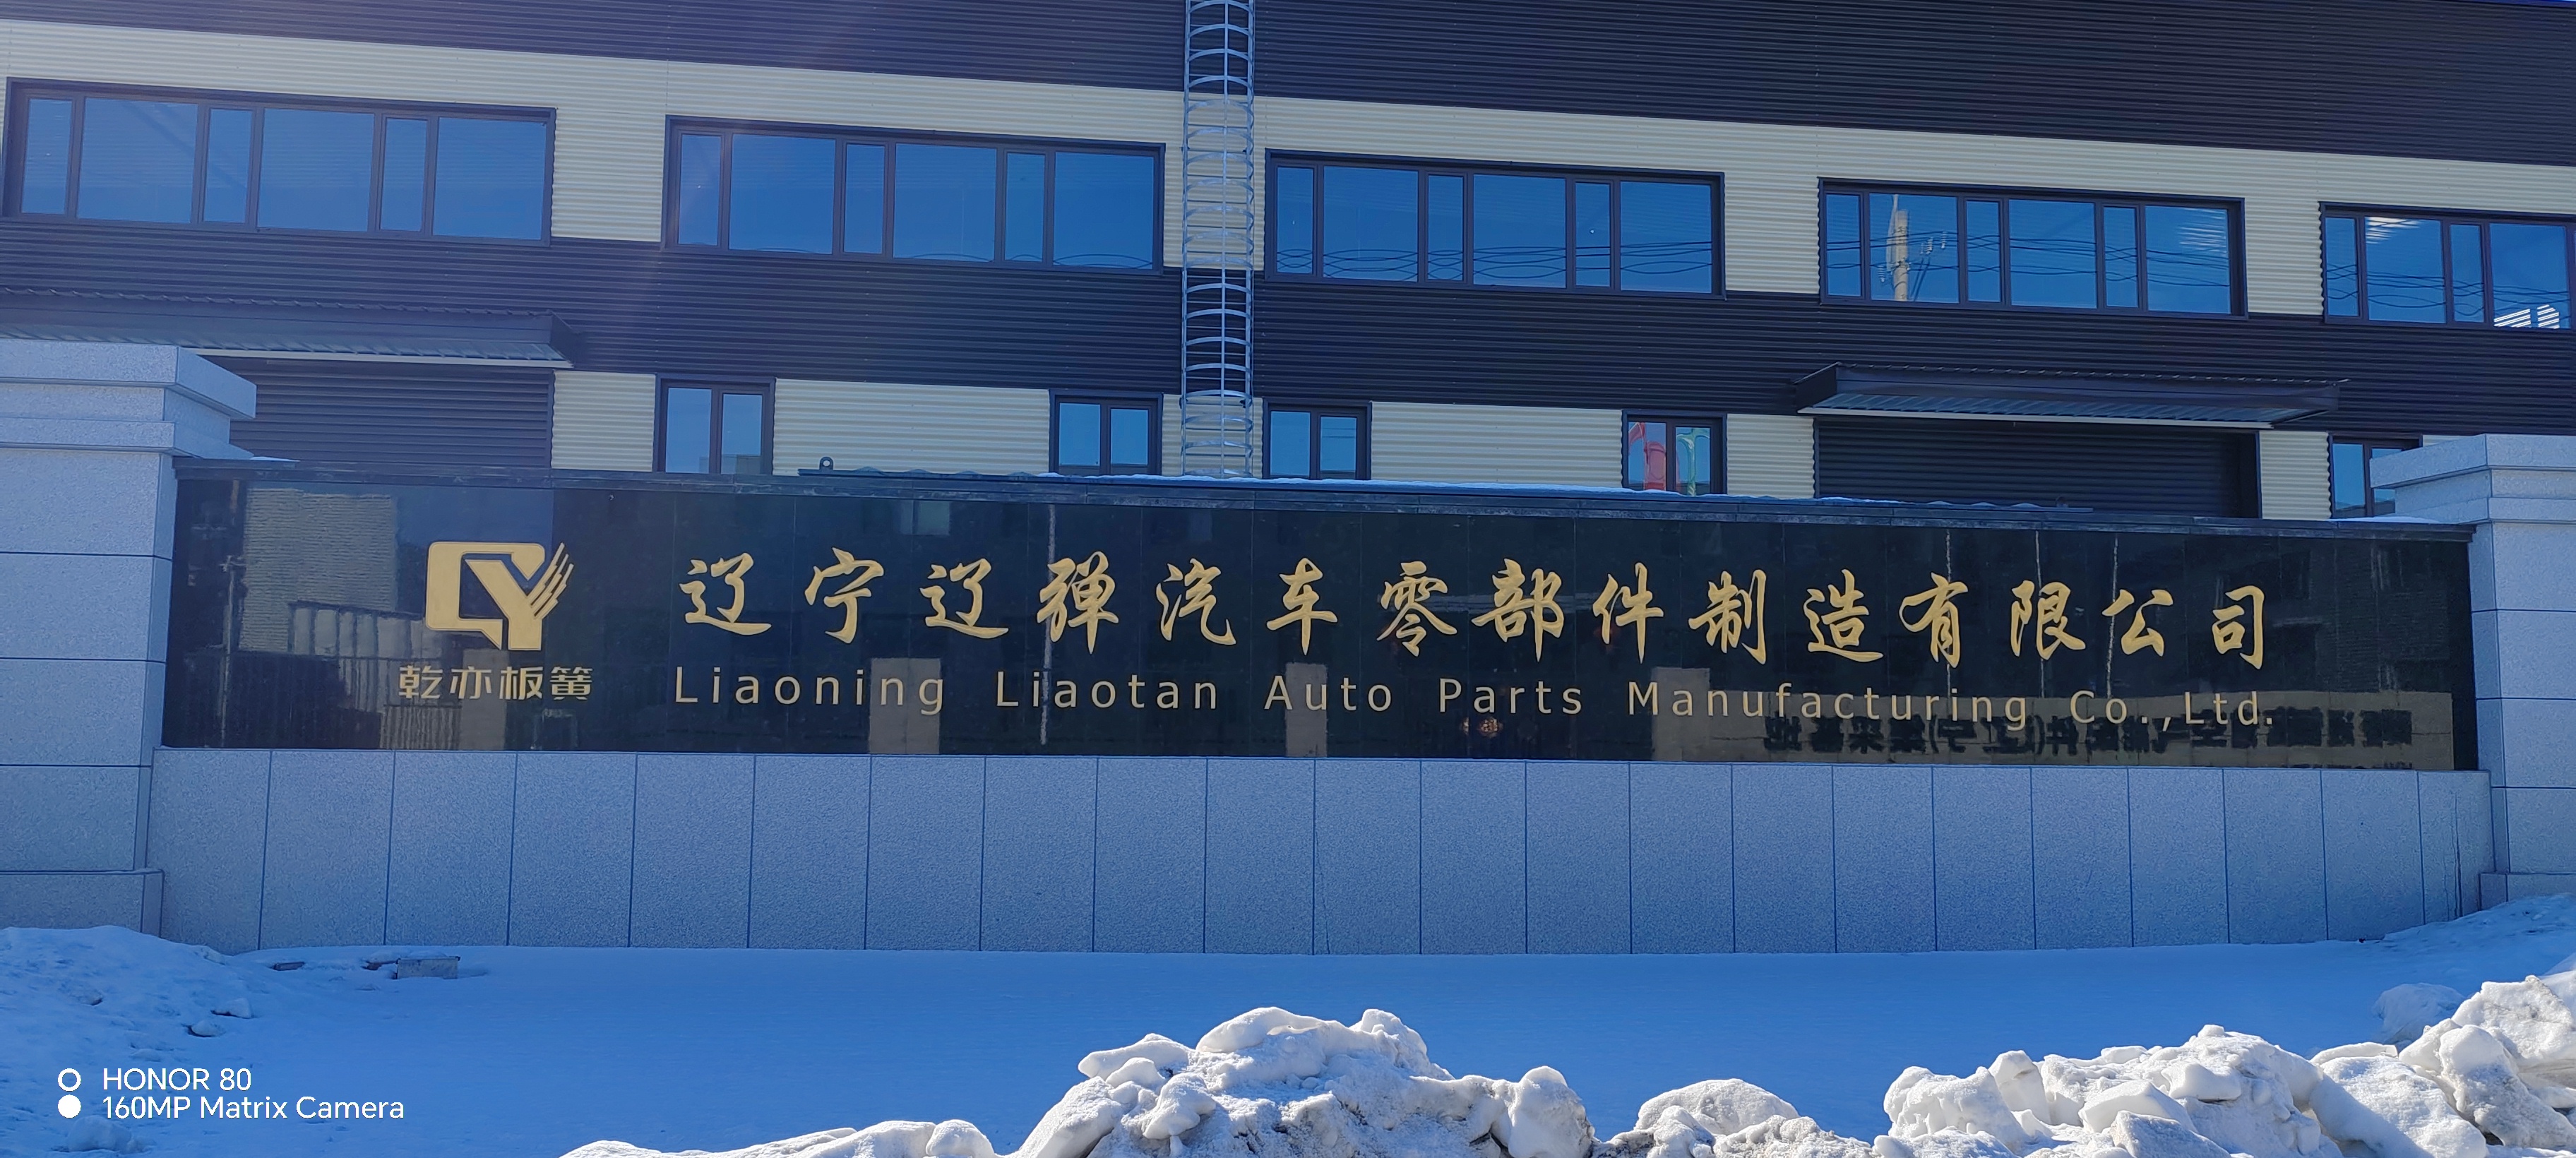 辽宁辽弹汽车零部件制造有限公司
乾亦板簧
Liaoning Liaotan Auto Parts Manufacturing Co.,Ltd.
HONOR 80
160MP Matrix Camera